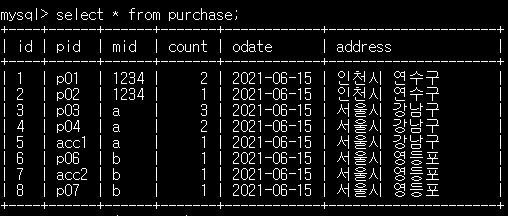 mysql> select * from purchase;
+----+------+------+-------+------------+---------------+
| id | pid | mid | count | odate | address |
+----+------+------+-------+------------+---------------+
| 1 | p01 | 1234 | 2 | 2021-06-15 | 인천시 연수구 |
| 2 | p02 | 1234 | 1 | 2021-06-15 | 인천시 연수구 |
| 3 | p03 | a | 3 | 2021-06-15 | 서울시 강남구 |
| 4 | p04 | a | 2 | 2021-06-15 | 서울시 강남구 |
| 5 | acc1 | a | 1 | 2021-06-15 | 서울시 강남구 |
| 6 | p06 | b | 1 | 2021-06-15 | 서울시 영등포 |
| 7 | acc2 | b | 1 | 2021-06-15 | 서울시 영등포 |
| 8 | p07 | b | 1 | 2021-06-15 | 서울시 영등포 |
+----+------+------+-------+------------+---------------+